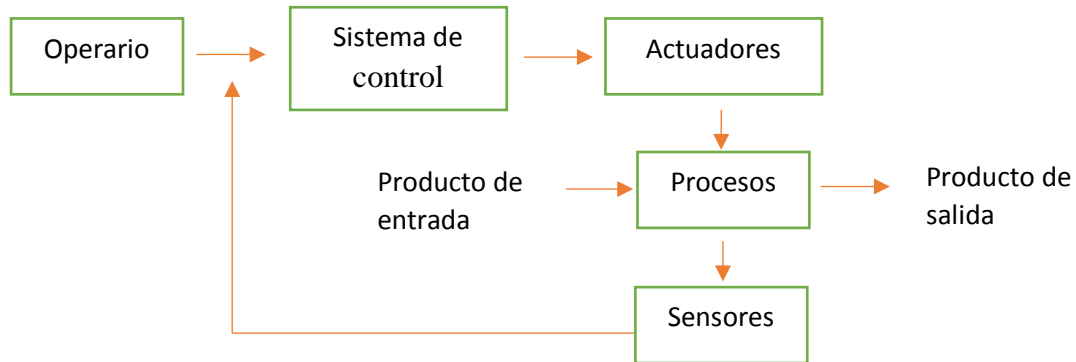 Operario
Sistema de
control
Actuadores
Producto de
entrada
Procesos
Producto de
salida
Sensores